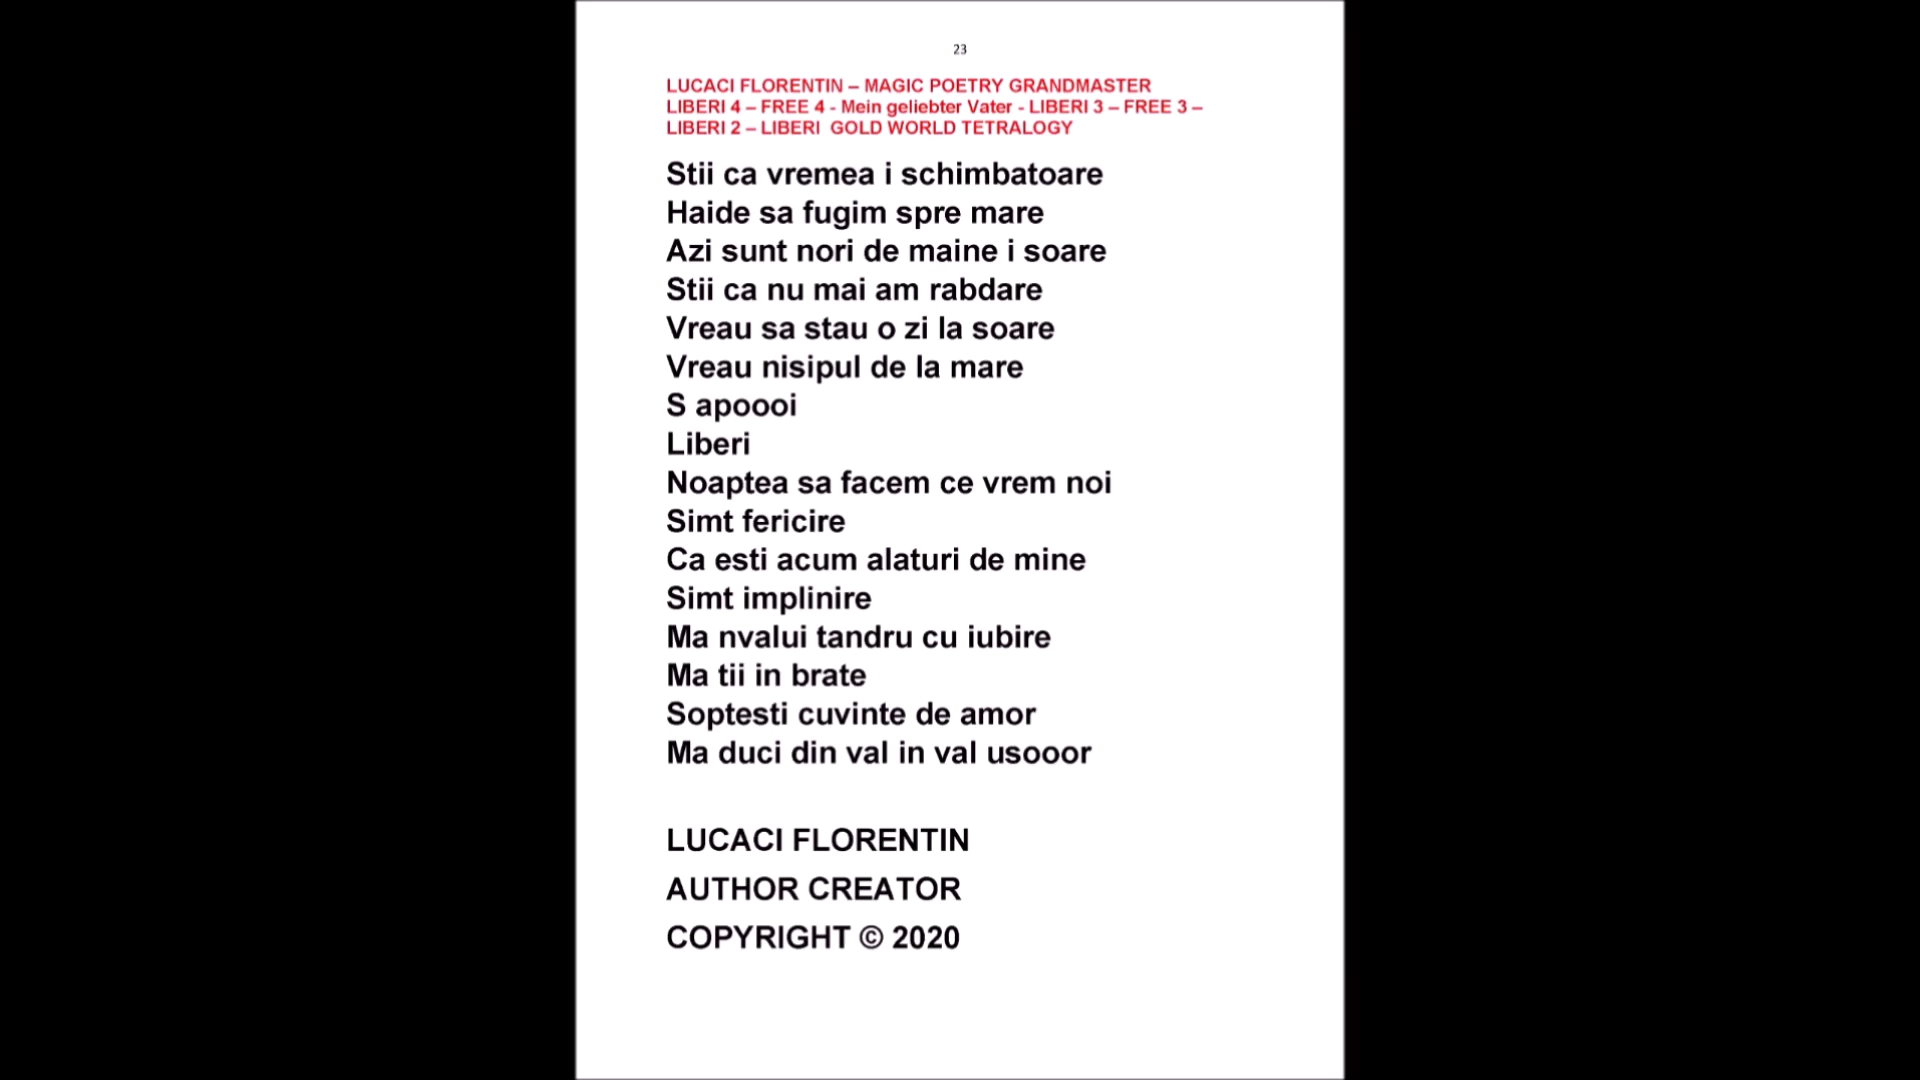 23
LUCACI FLORENTIN – MAGIC POETRY GRANDMASTER
LIBERI 4 – FREE 4 - Mein geliebter Vater - LIBERI 3 – FREE 3 –
LIBERI 2 – LIBERI  GOLD WORLD TETRALOGY
Stii ca vremea i schimbatoare
Haide sa fugim spre mare
Azi sunt nori de maine i soare
Stii ca nu mai am rabdare
Vreau sa stau o zi la soare
Vreau nisipul de la mare
S apoooi
Liberi
Noaptea sa facem ce vrem noi
Simt fericire
Ca esti acum alaturi de mine
Simt implinire
Ma nvalui tandru cu iubire
Ma tii in brate
Soptesti cuvinte de amor
Ma duci din val in val usooor
LUCACI FLORENTIN
AUTHOR CREATOR
COPYRIGHT © 2020